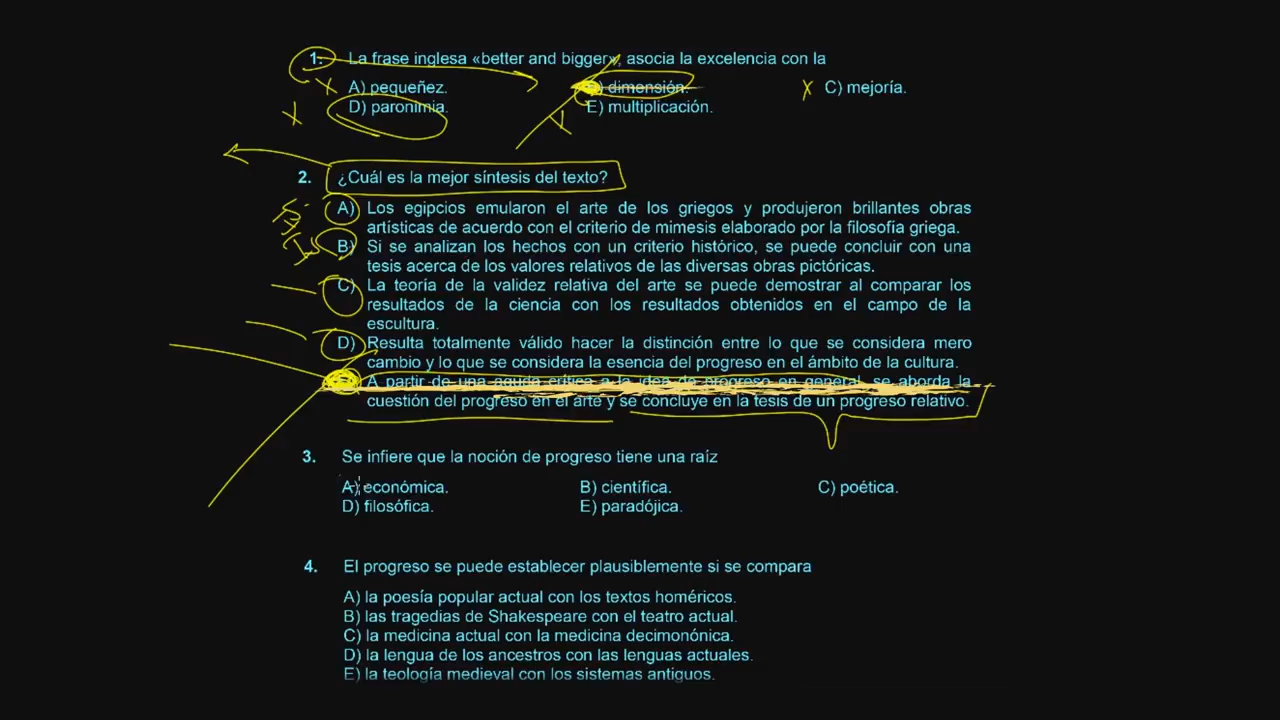 1. La frase inglesa «better and bigger», asocia la excelencia con la
A) pequeñez. B) dimensión. C) mejoría.
D) paronimia. E) multiplicación.
2. ¿Cuál es la mejor síntesis del texto?
A) Los egipcios emularon el arte de los griegos y produjeron brillantes obras
artísticas de acuerdo con el criterio de mimesis elaborado por la filosofía griega.
B) Si se analizan los hechos con un criterio histórico, se puede concluir con una
tesis acerca de los valores relativos de las diversas obras pictóricas.
C) La teoría de la validez relativa del arte se puede demostrar al comparar los
resultados de la ciencia con los resultados obtenidos en el campo de la
escultura.
D) Resulta totalmente válido hacer la distinción entre lo que se considera mero
cambio y lo que se considera la esencia del progreso en el ámbito de la cultura.
A partir de una aguda crítica a la idea de progreso en general, se aborda la
cuestión del progreso en el arte y se concluye en la tesis de un progreso relativo.
3. Se infiere que la noción de progreso tiene una raíz
A) económica. B) científica. C) poética.
D) filosófica. E) paradójica.
4. El progreso se puede establecer plausiblemente si se compara
A) la poesía popular actual con los textos homéricos.
B) las tragedias de Shakespeare con el teatro actual.
C) la medicina actual con la medicina decimonónica.
D) la lengua de los ancestros con las lenguas actuales.
E) la teología medieval con los sistemas antiguos.